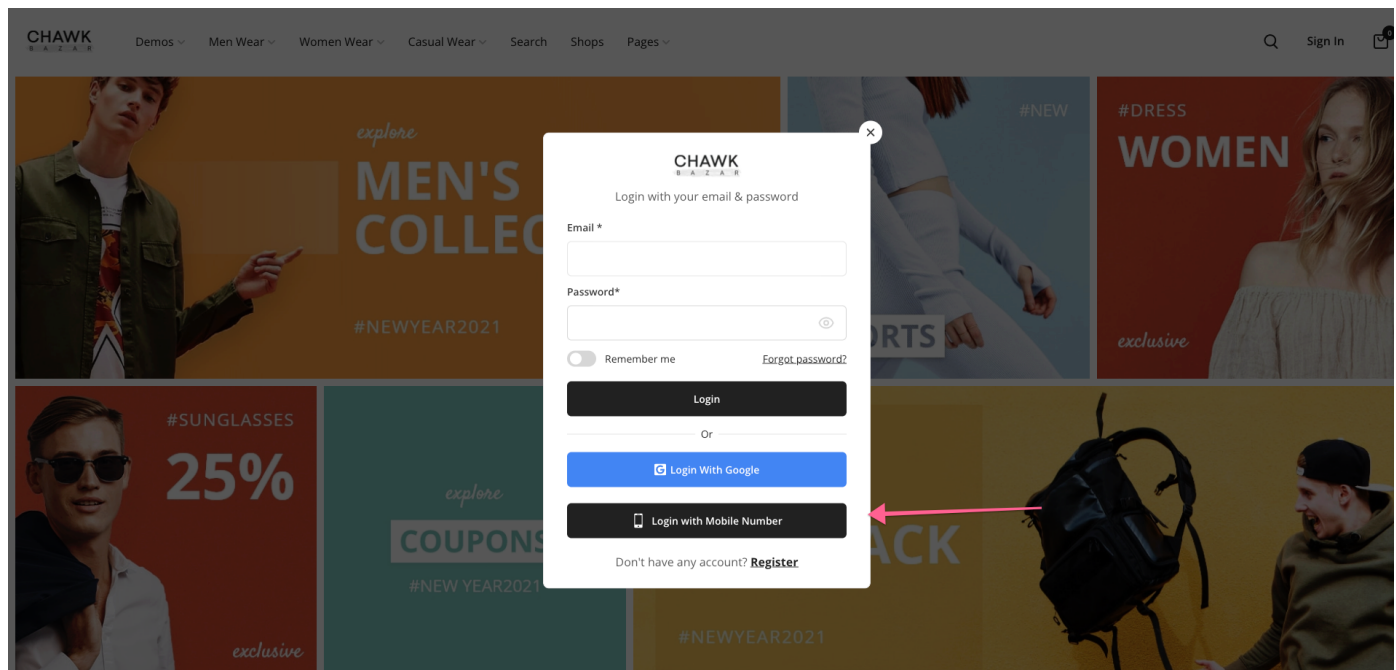 CHAWK
BAZAR
Demos
Men Wear
Women Wear
Casual Wear
Search
Shops
Pages
Sign In
0
explore
MEN'S
COLLEC
#NEWYEAR2021
#NEW
ORTS
#DRESS
WOMEN
exclusive
CHAWK
BAZAR
Login with your email & password
Email *
Password*
Remember me
Forgot password?
Login
Or
G Login With Google
Login with Mobile Number
Don't have any account? Register
#SUNGLASSES
25%
exclusive
explore
COUPONS
#NEW YEAR2021
ACK
#NEWYEAR2021